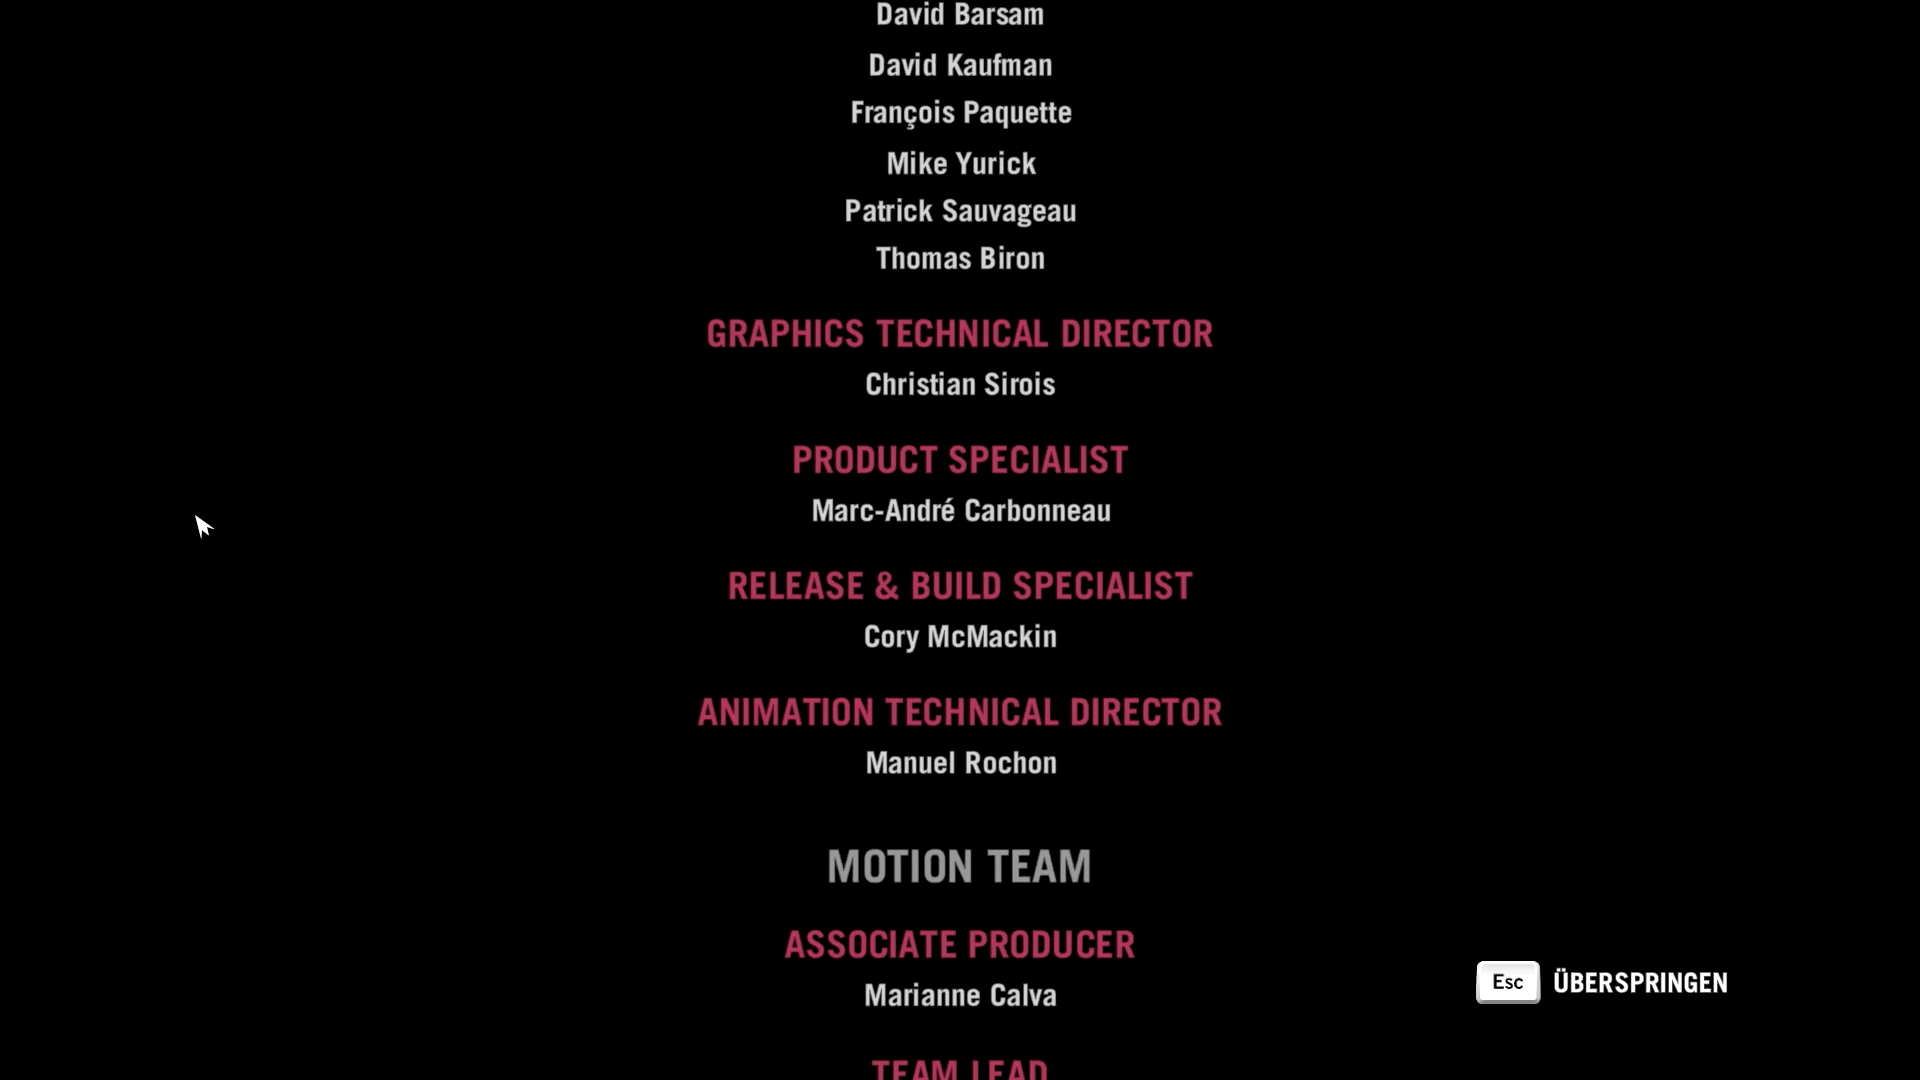 David Barsam
David Kaufman
François Paquette
Mike Yurick
Patrick Sauvageau
Thomas Biron
GRAPHICS TECHNICAL DIRECTOR
Christian Sirois
PRODUCT SPECIALIST
Marc-André Carbonneau
RELEASE & BUILD SPECIALIST
Cory McMackin
ANIMATION TECHNICAL DIRECTOR
Manuel Rochon
MOTION TEAM
ASSOCIATE PRODUCER
Marianne Calva
Esc ÜBERSPRINGEN
TEAM LEAD